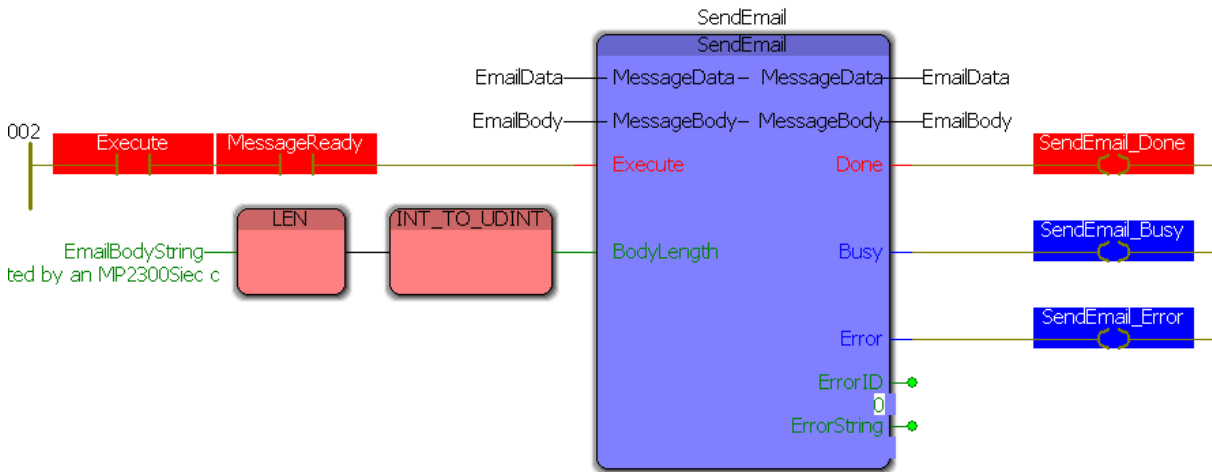 SendEmail
SendEmail
EmailData MessageData MessageData EmailData
EmailBody MessageBody MessageBody EmailBody
002
Execute MessageReady Execute Done SendEmail_Done
LEN INT_TO_UDINT
EmailBodyString BodyLength Busy SendEmail_Busy
ted by an MP2300Siec c
Error SendEmail_Error
ErrorID
0
ErrorString